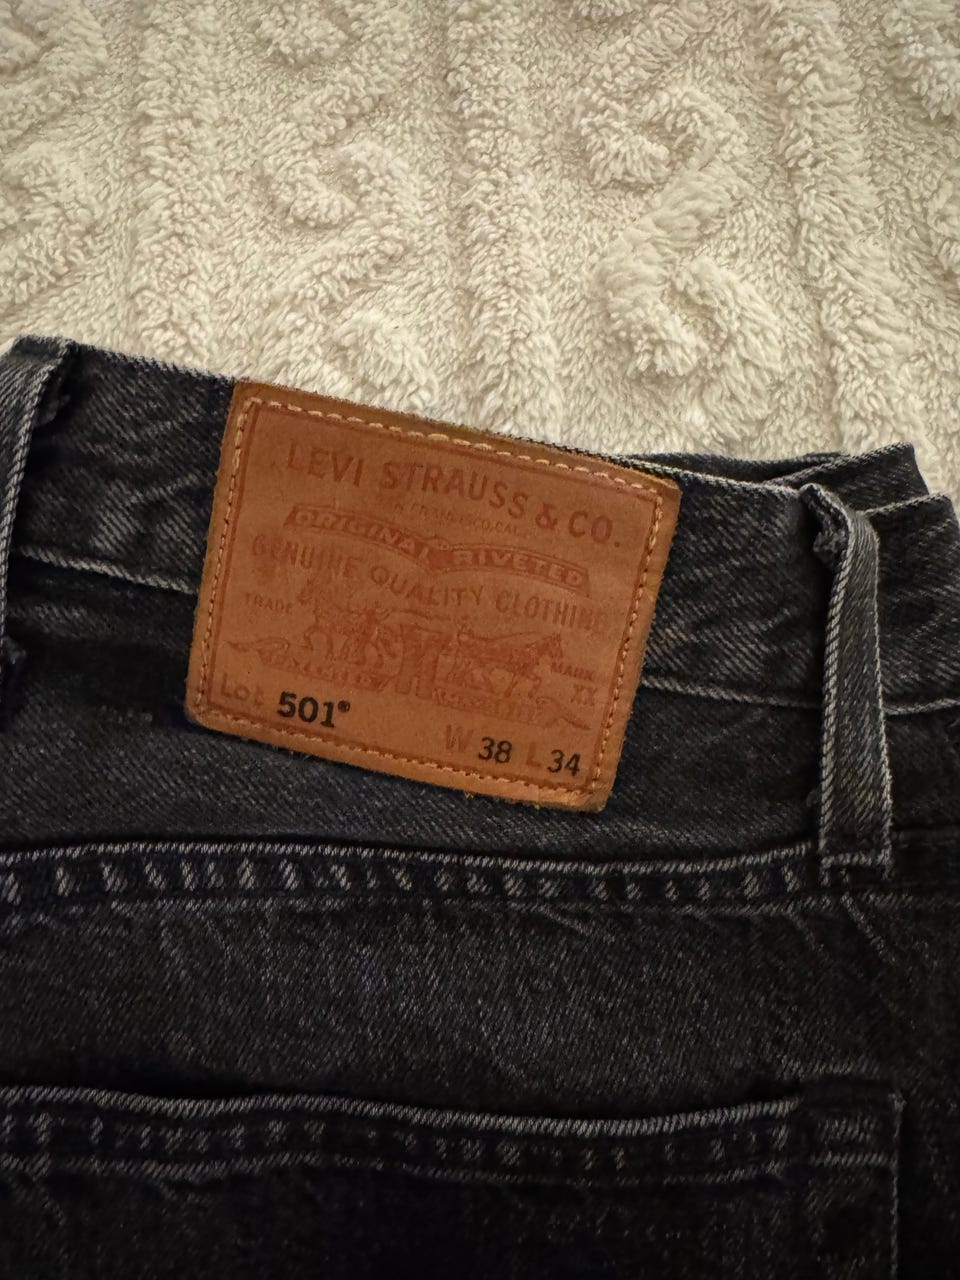 LEVI STRAUSS & CO.
SAN FRANCISCO, CAL.
ORIGINAL RIVETED
GENUINE QUALITY CLOTHING
TRADE MARK
XX
Lot 501®
W 38 L 34